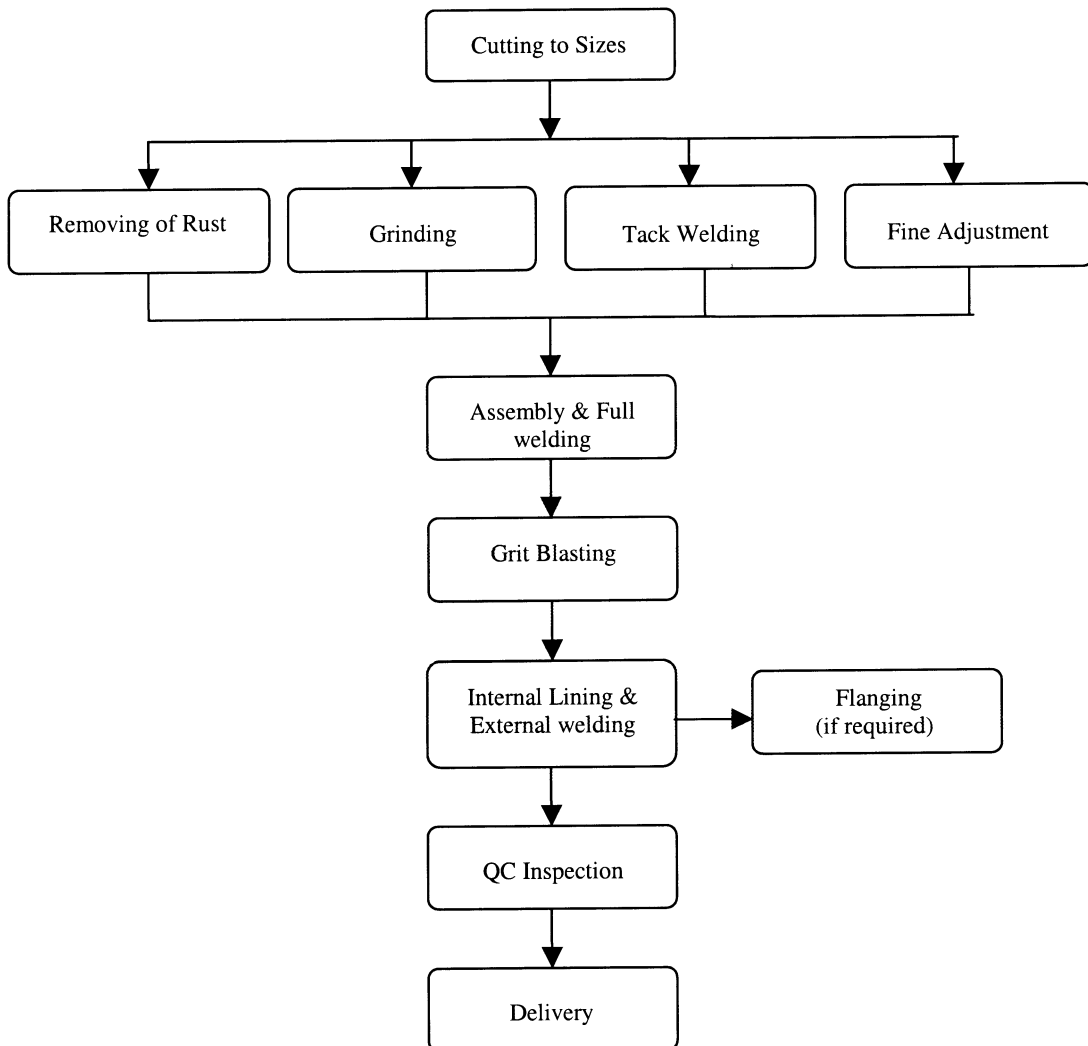 Cutting to Sizes
Removing of Rust
Grinding
Tack Welding
Fine Adjustment
Assembly & Full
welding
Grit Blasting
Internal Lining &
External welding
Flanging
(if required)
QC Inspection
Delivery